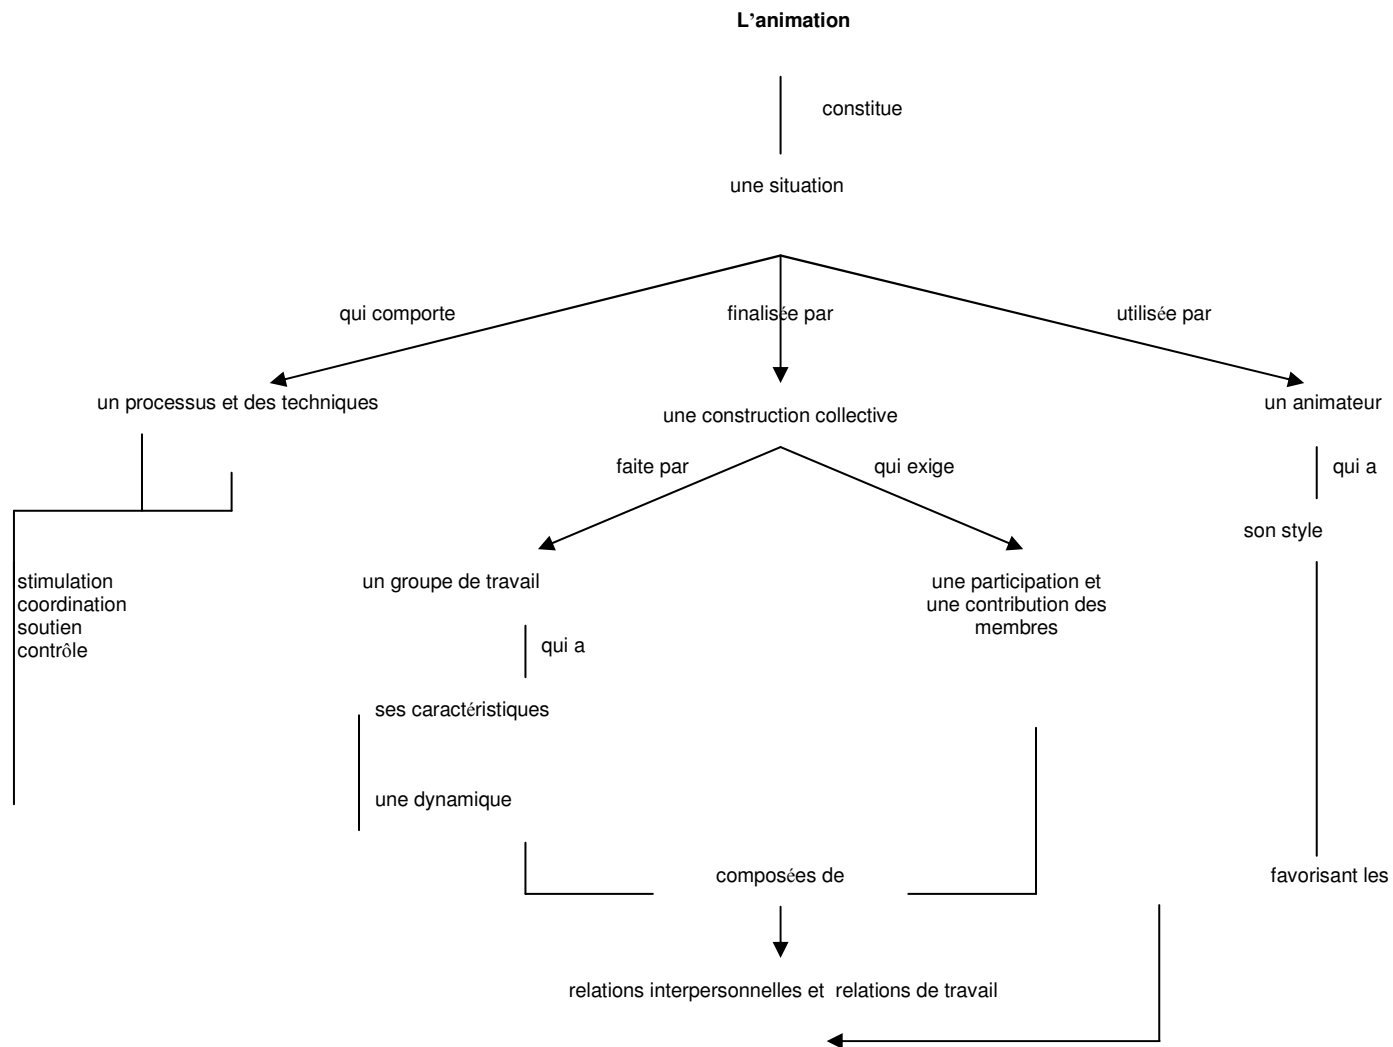 L'animation
constitue
une situation
qui comporte
finalisée par
utilisée par
un processus et des techniques
une construction collective
un animateur
faite par
qui exige
qui a
son style
stimulation
coordination
soutien
contrôle
un groupe de travail
une participation et
une contribution des
membres
qui a
ses caractéristiques
une dynamique
composées de
favorisant les
relations interpersonnelles et relations de travail